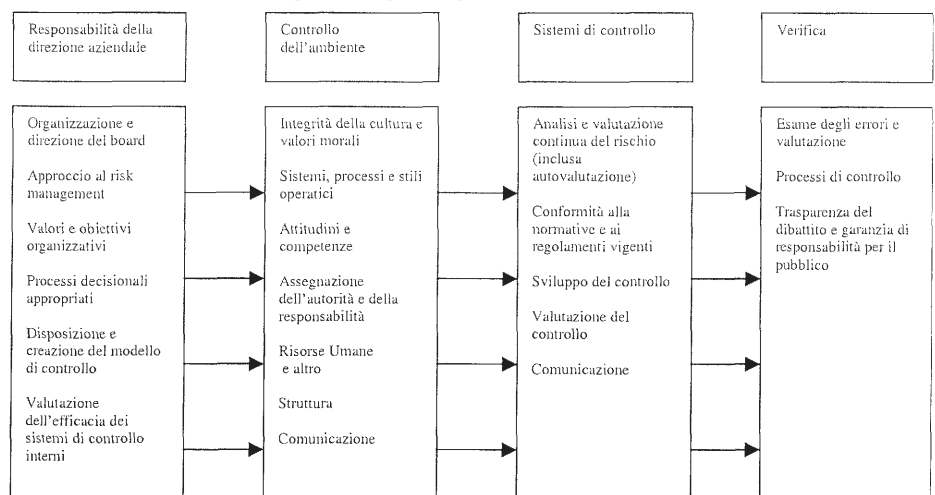 Responsabilità della
direzione aziendale
Controllo
dell'ambiente
Sistemi di controllo
Verifica
Organizzazione e
direzione del board
Approccio al risk
management
Valori e obiettivi
organizzativi
Processi decisionali
appropriati
Disposizione e
creazione del modello
di controllo
Valutazione
dell'efficacia dei
sistemi di controllo
interni
Integrità della cultura e
valori morali
Sistemi, processi e stili
operatici
Attitudini e
competenze
Assegnazione
dell'autorità e della
responsabilità
Risorse Umane
e altro
Struttura
Comunicazione
Analisi e valutazione
continua del rischio
(inclusa
autovalutazione)
Conformità alla
normative e ai
regolamenti vigenti
Sviluppo del controllo
Valutazione del
controllo
Comunicazione
Esame degli errori e
valutazione
Processi di controllo
Trasparenza del
dibattito e garanzia di
responsabilità per il
pubblico